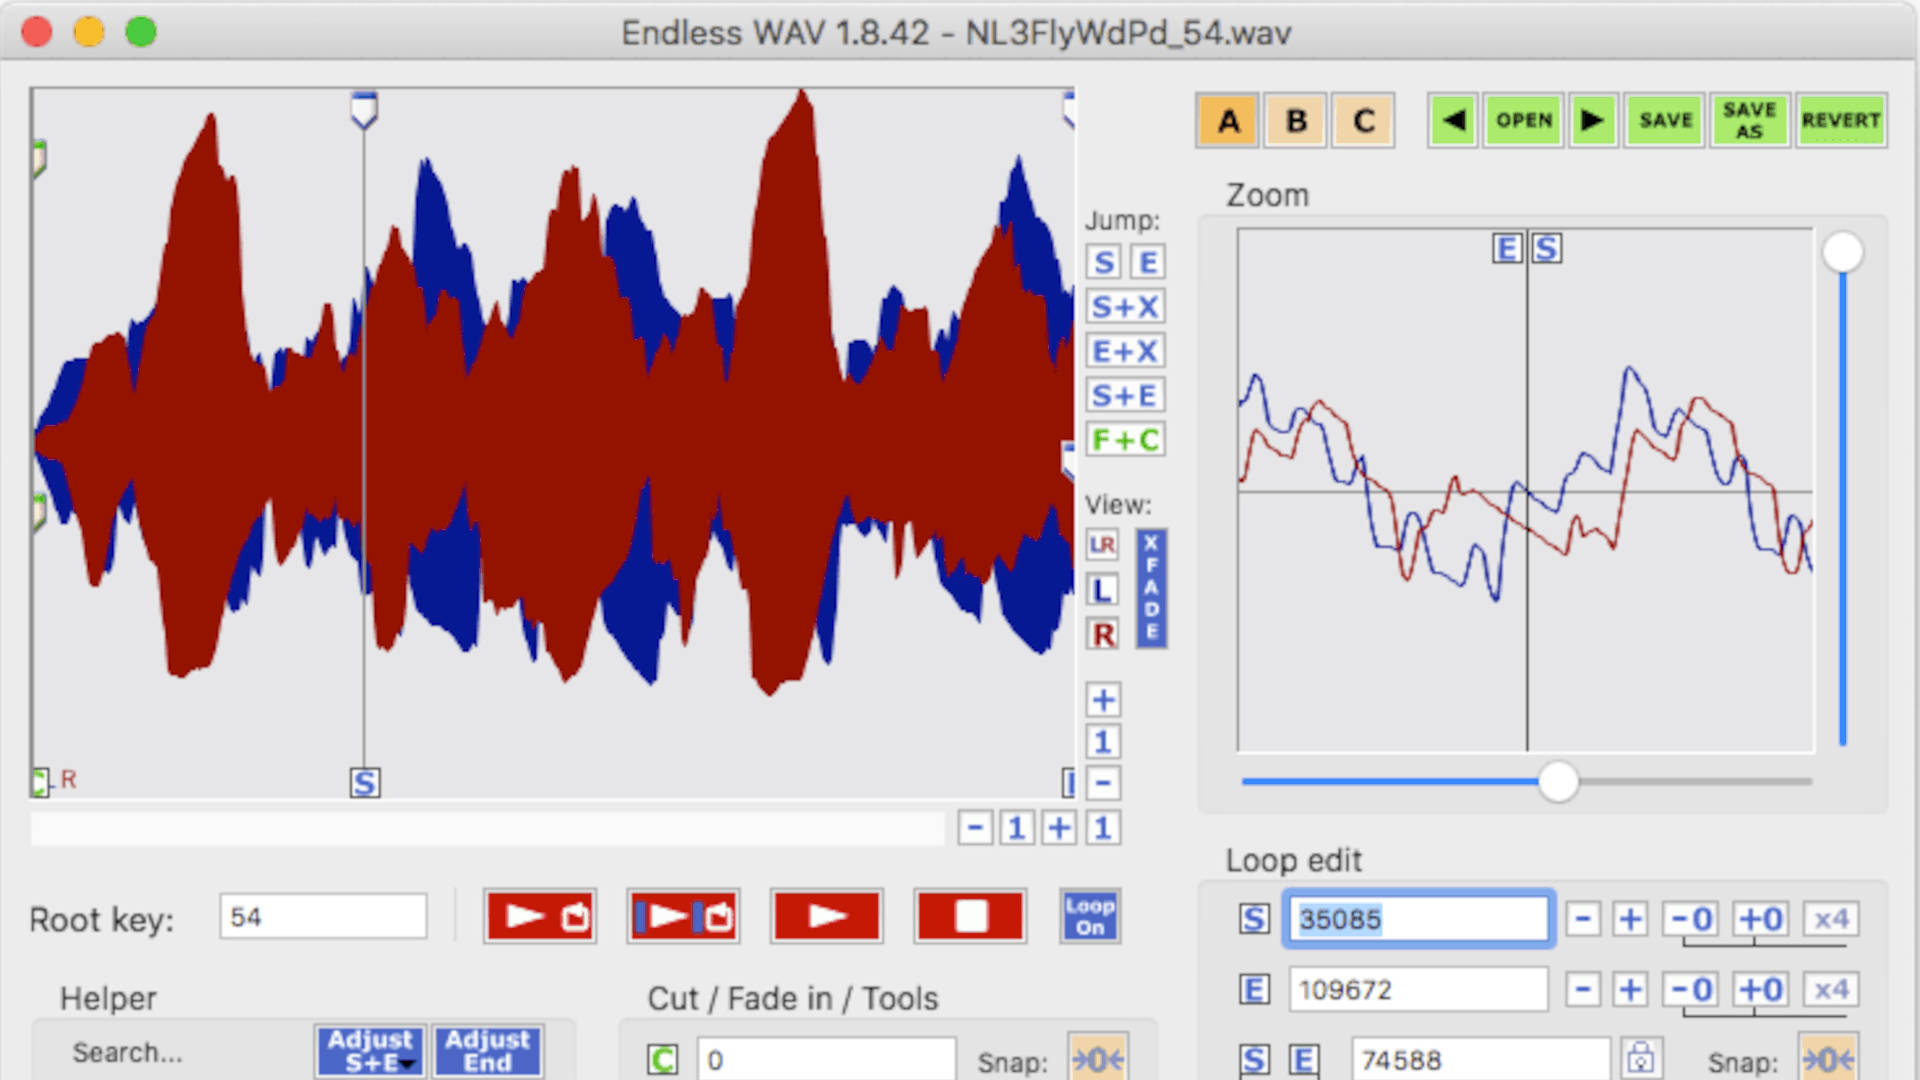 Endless WAV 1.8.42 - NL3FlyWdPd_54.wav
A B C OPEN SAVE SAVE AS REVERT
Zoom
E S
Jump:
S E
S+X
E+X
S+E
F+C
View:
LR
L
R
XFADE
+
1
-
C R
S
- 1 + 1
Root key: 54
Loop On
Loop edit
S 35085 - + -0 +0 x4
E 109672 - + -0 +0 x4
S E 74588 Snap: →0←
Helper
Search... Adjust S+E Adjust End
Cut / Fade in / Tools
C 0 Snap: →0←